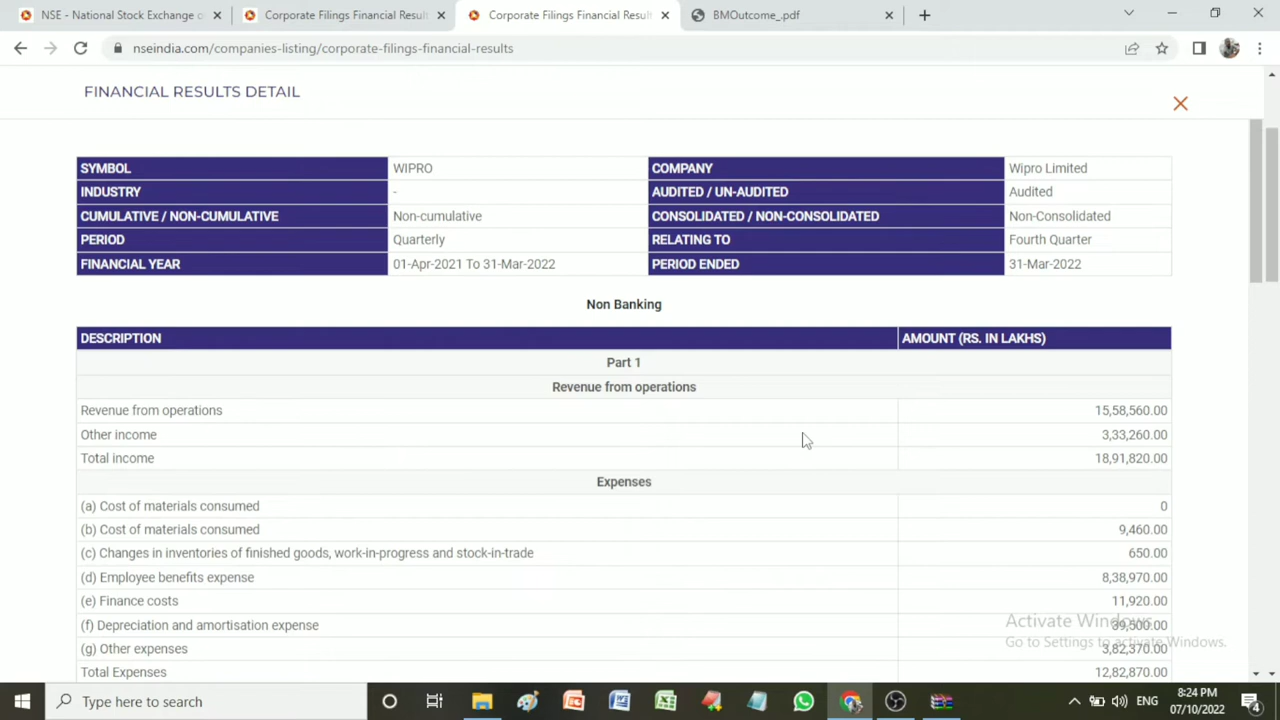 NSE - National Stock Exchange o
Corporate Filings Financial Resul
Corporate Filings Financial Resul
BMOutcome_.pdf
nseindia.com/companies-listing/corporate-filings-financial-results
FINANCIAL RESULTS DETAIL
SYMBOL WIPRO COMPANY Wipro Limited
INDUSTRY - AUDITED / UN-AUDITED Audited
CUMULATIVE / NON-CUMULATIVE Non-cumulative CONSOLIDATED / NON-CONSOLIDATED Non-Consolidated
PERIOD Quarterly RELATING TO Fourth Quarter
FINANCIAL YEAR 01-Apr-2021 To 31-Mar-2022 PERIOD ENDED 31-Mar-2022
Non Banking
DESCRIPTION AMOUNT (RS. IN LAKHS)
Part 1
Revenue from operations
Revenue from operations 15,58,560.00
Other income 3,33,260.00
Total income 18,91,820.00
Expenses
(a) Cost of materials consumed 0
(b) Cost of materials consumed 9,460.00
(c) Changes in inventories of finished goods, work-in-progress and stock-in-trade 650.00
(d) Employee benefits expense 8,38,970.00
(e) Finance costs 11,920.00
(f) Depreciation and amortisation expense 39,500.00
(g) Other expenses 3,82,370.00
Total Expenses 12,82,870.00
Activate Windows
Go to Settings to activate Windows.
Type here to search
ENG
8:24 PM
07/10/2022
4